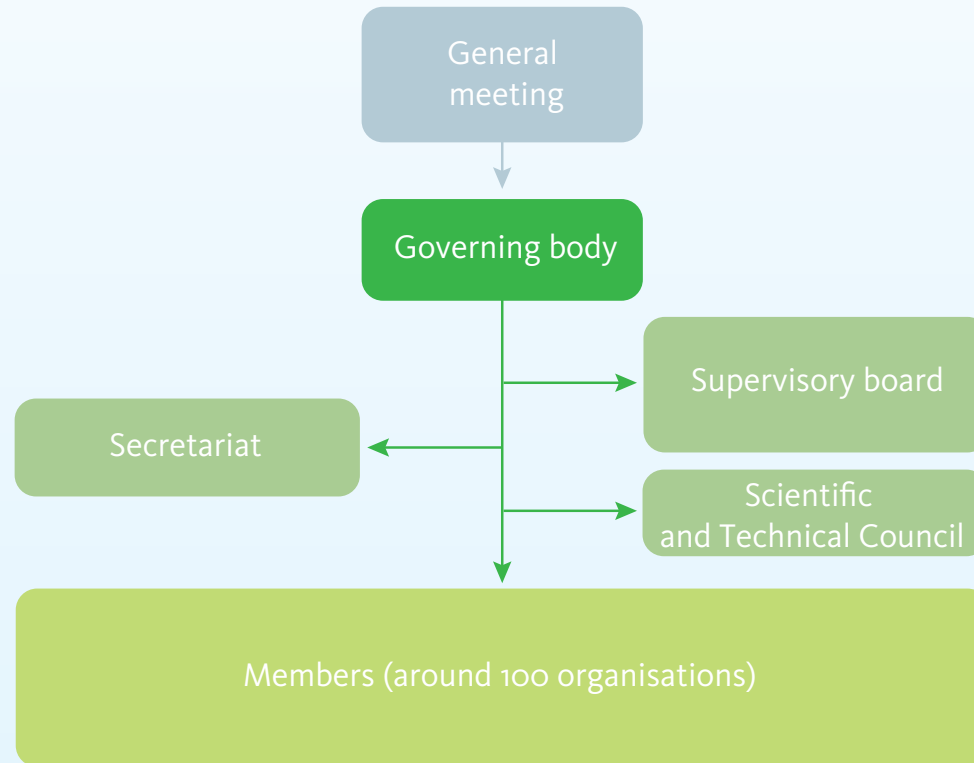 General
meeting
Governing body
Supervisory board
Secretariat
Scientific
and Technical Council
Members (around 100 organisations)